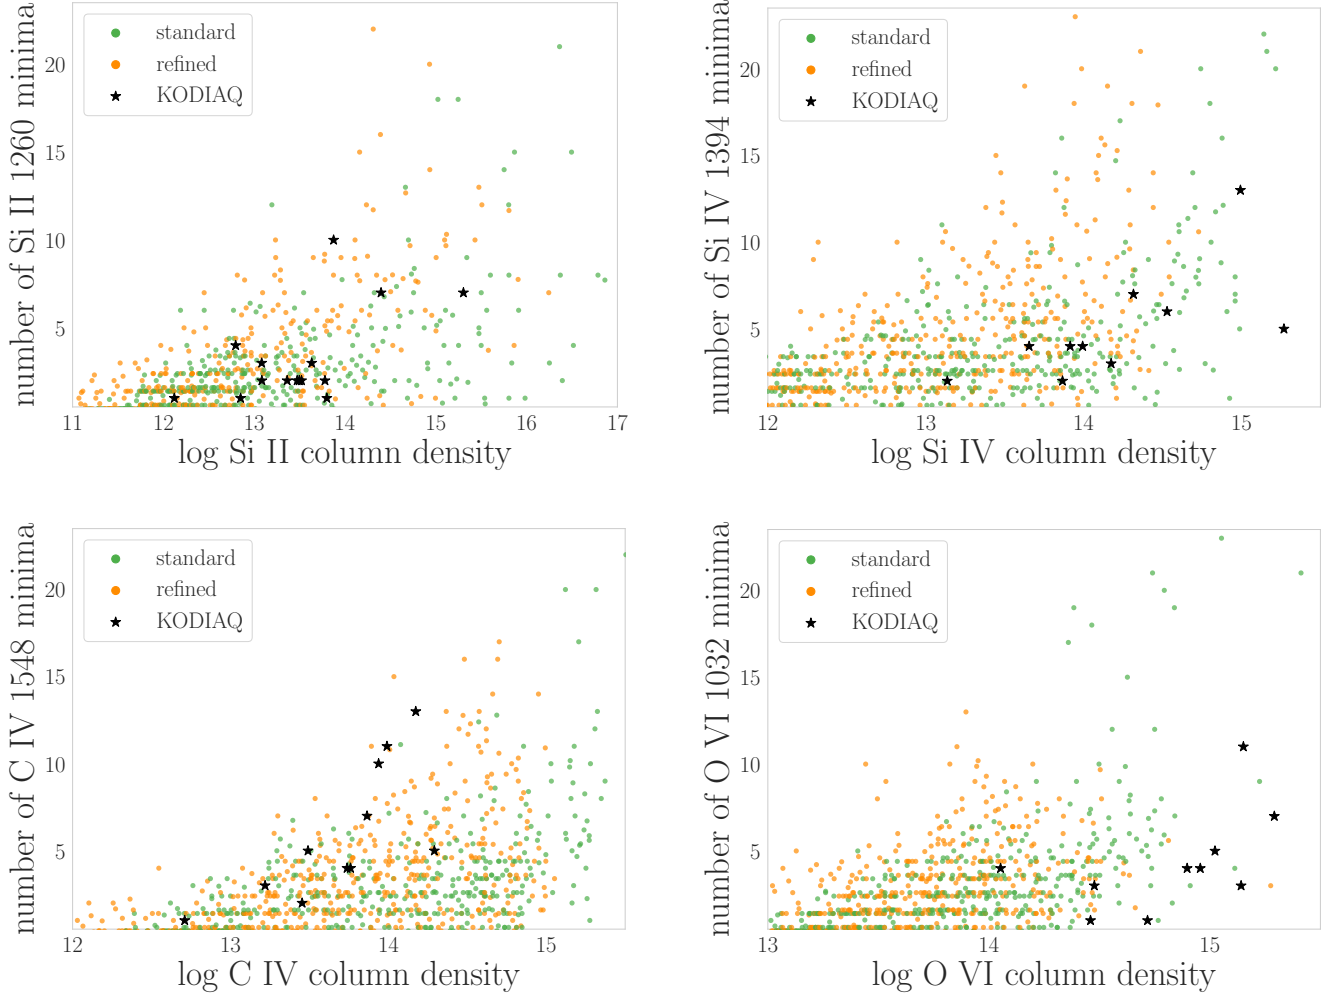 number of Si II 1260 minima
20
15
10
5
standard
refined
KODIAQ
11 12 13 14 15 16 17
log Si II column density
number of Si IV 1394 minima
20
15
10
5
standard
refined
KODIAQ
12 13 14 15
log Si IV column density
number of C IV 1548 minima
20
15
10
5
standard
refined
KODIAQ
12 13 14 15
log C IV column density
number of O VI 1032 minima
20
15
10
5
standard
refined
KODIAQ
13 14 15
log O VI column density